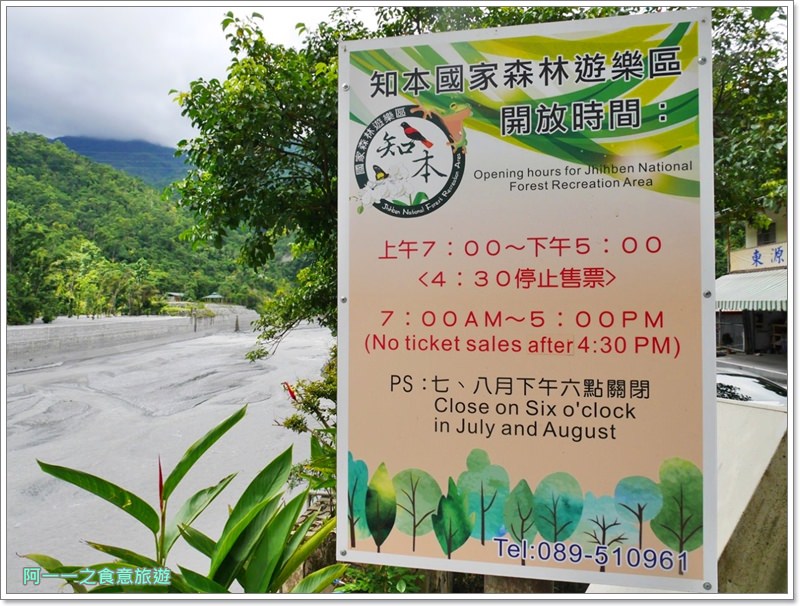 知本國家森林遊樂區
開放時間：
國家森林遊樂區
知本
Jhihben National Forest Recreation Area
Opening hours for Jhihben National
Forest Recreation Area
上午7：00～下午5：00
<4：30停止售票>
7：00AM～5：00PM
(No ticket sales after 4:30 PM)
PS：七、八月下午六點關閉
Close on Six o'clock
in July and August
Tel:089-510961
東源
阿一一之食意旅遊